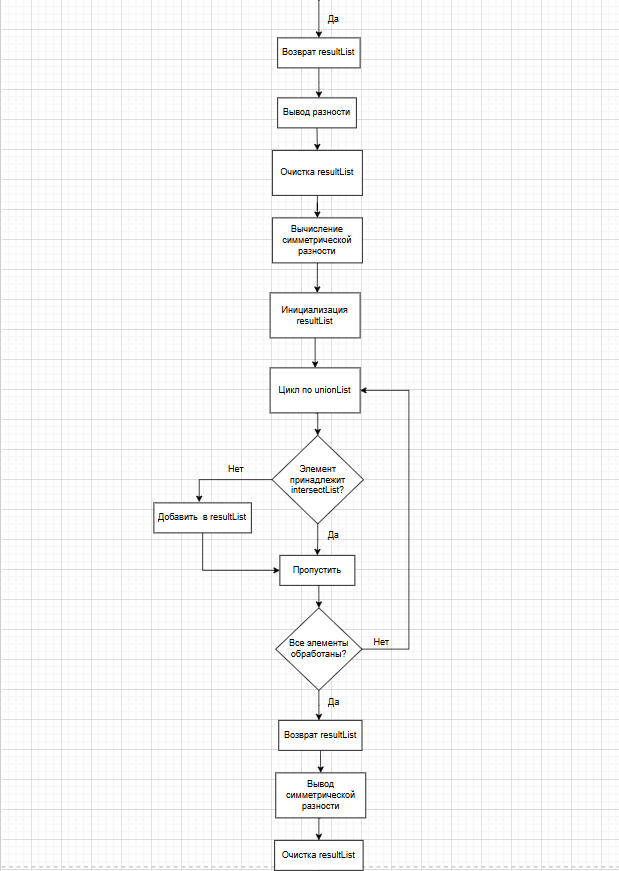 Да
Возврат resultList
Вывод разности
Очистка resultList
Вычисление
симметрической
разности
Инициализация
resultList
Цикл по unionList
Элемент
принадлежит
intersectList?
Нет
Добавить в resultList
Да
Пропустить
Все элементы
обработаны?
Нет
Да
Возврат resultList
Вывод
симметрической
разности
Очистка resultList